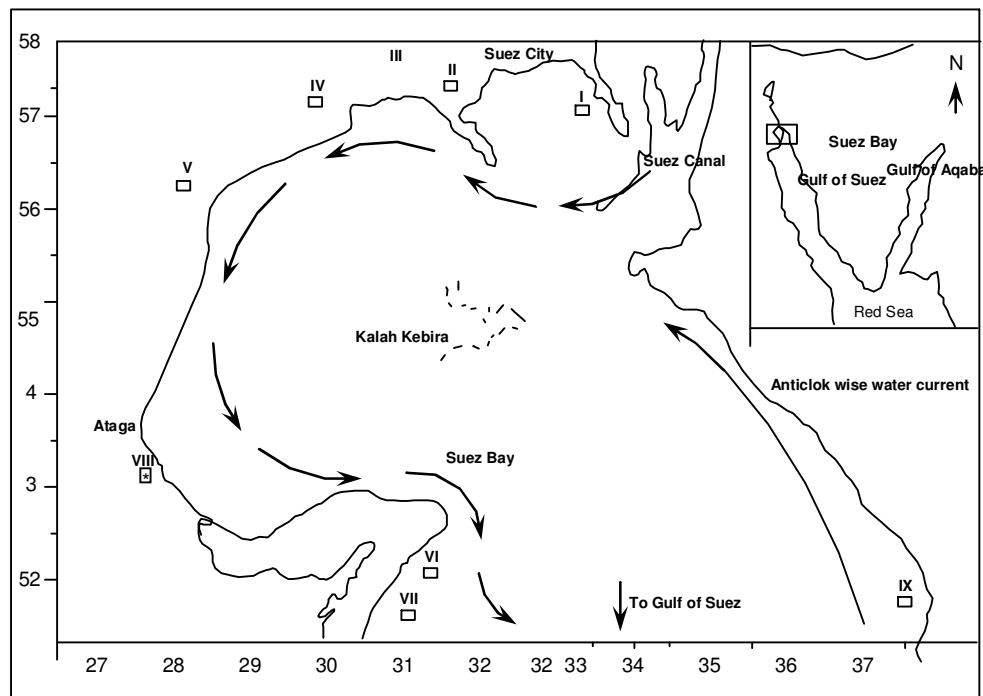 58
Suez City
III
II
IV
I
57
N
V
Suez Canal
Suez Bay
Gulf of Aqaba
Gulf of Suez
56
Red Sea
55
Kalah Kebira
4
Anticlok wise water current
Ataga
VIII
*
Suez Bay
3
VI
52
VII
To Gulf of Suez
IX
27 28 29 30 31 32 32 33 34 35 36 37